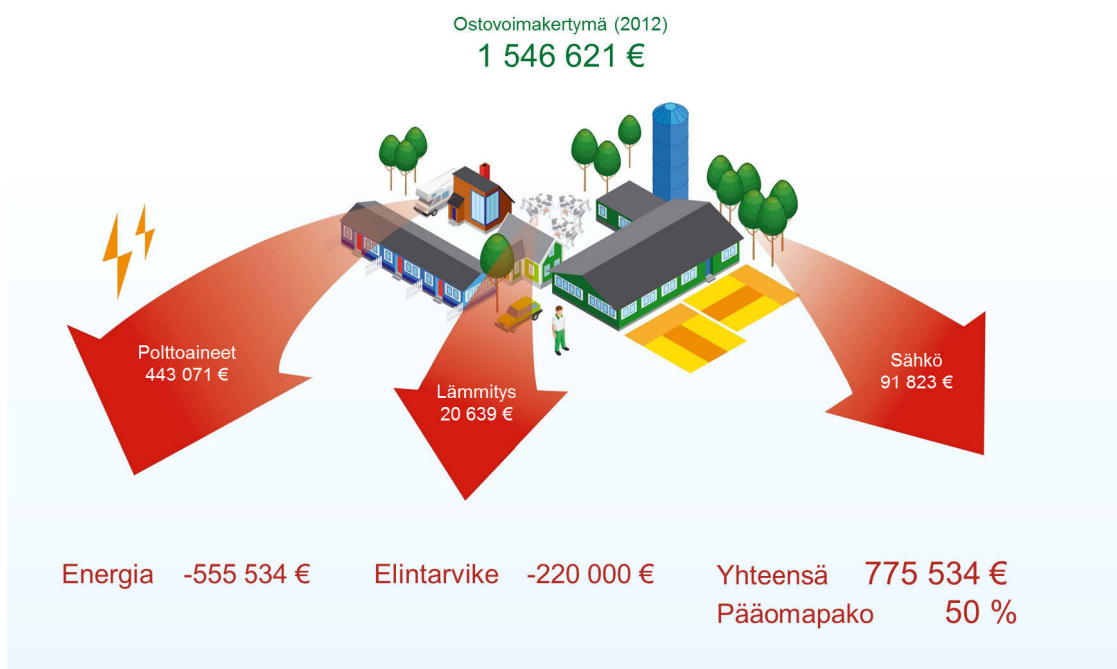 Ostovoimakertymä (2012)
1 546 621 €
Polttoaineet
443 071 €
Lämmitys
20 639 €
Sähkö
91 823 €
Energia -555 534 €
Elintarvike -220 000 €
Yhteensä 775 534 €
Pääomapako 50 %